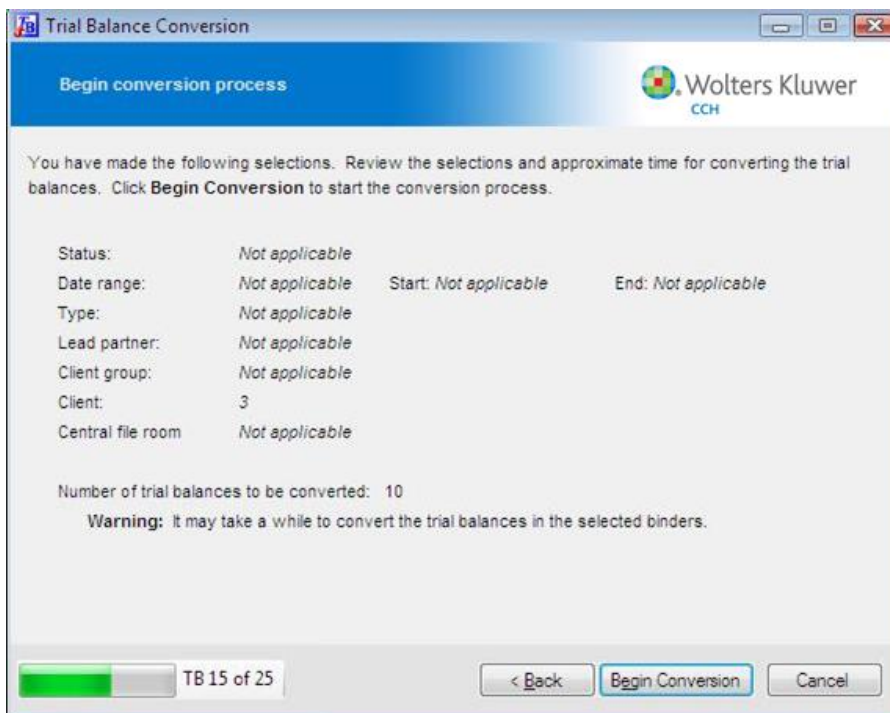 Trial Balance Conversion
Begin conversion process
Wolters Kluwer
CCH
You have made the following selections. Review the selections and approximate time for converting the trial
balances. Click Begin Conversion to start the conversion process.
Status: Not applicable
Date range: Not applicable Start: Not applicable End: Not applicable
Type: Not applicable
Lead partner: Not applicable
Client group: Not applicable
Client: 3
Central file room Not applicable
Number of trial balances to be converted: 10
Warning: It may take a while to convert the trial balances in the selected binders.
TB 15 of 25 < Back Begin Conversion Cancel